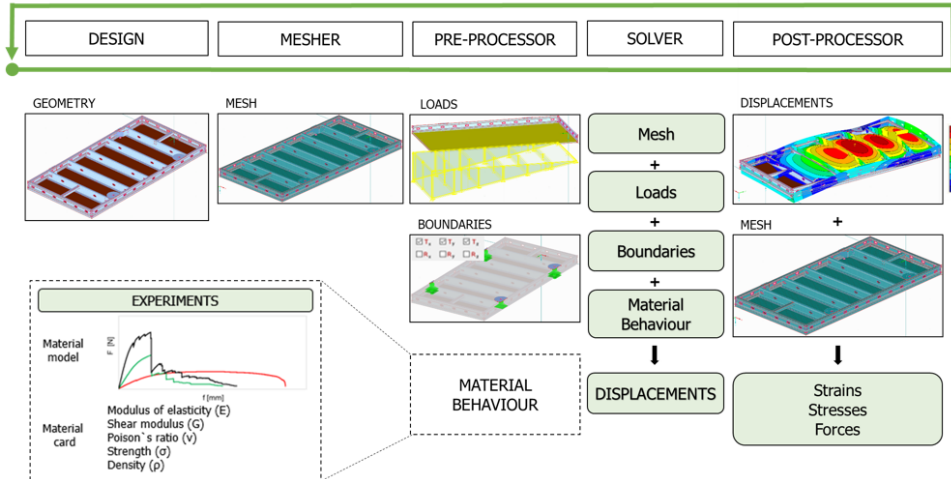 DESIGN
MESHER
PRE-PROCESSOR
SOLVER
POST-PROCESSOR
GEOMETRY
MESH
LOADS
Mesh
+
Loads
+
Boundaries
+
Material
Behaviour
DISPLACEMENTS
DISPLACEMENTS
+
MESH
Strains
Stresses
Forces
BOUNDARIES
MATERIAL
BEHAVIOUR
EXPERIMENTS
Material
model
F [N]
f [mm]
Material
card
Modulus of elasticity (E)
Shear modulus (G)
Poison`s ratio (ν)
Strength (σ)
Density (ρ)